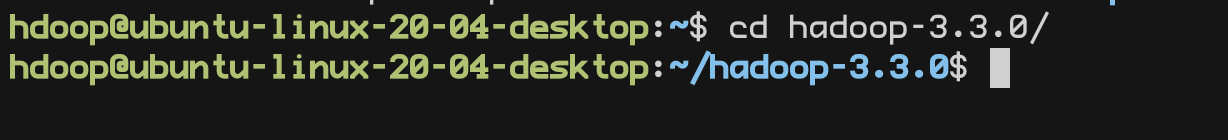 hdoop@ubuntu-linux-20-04-desktop:~$ cd hadoop-3.3.0/
hdoop@ubuntu-linux-20-04-desktop:~/hadoop-3.3.0$